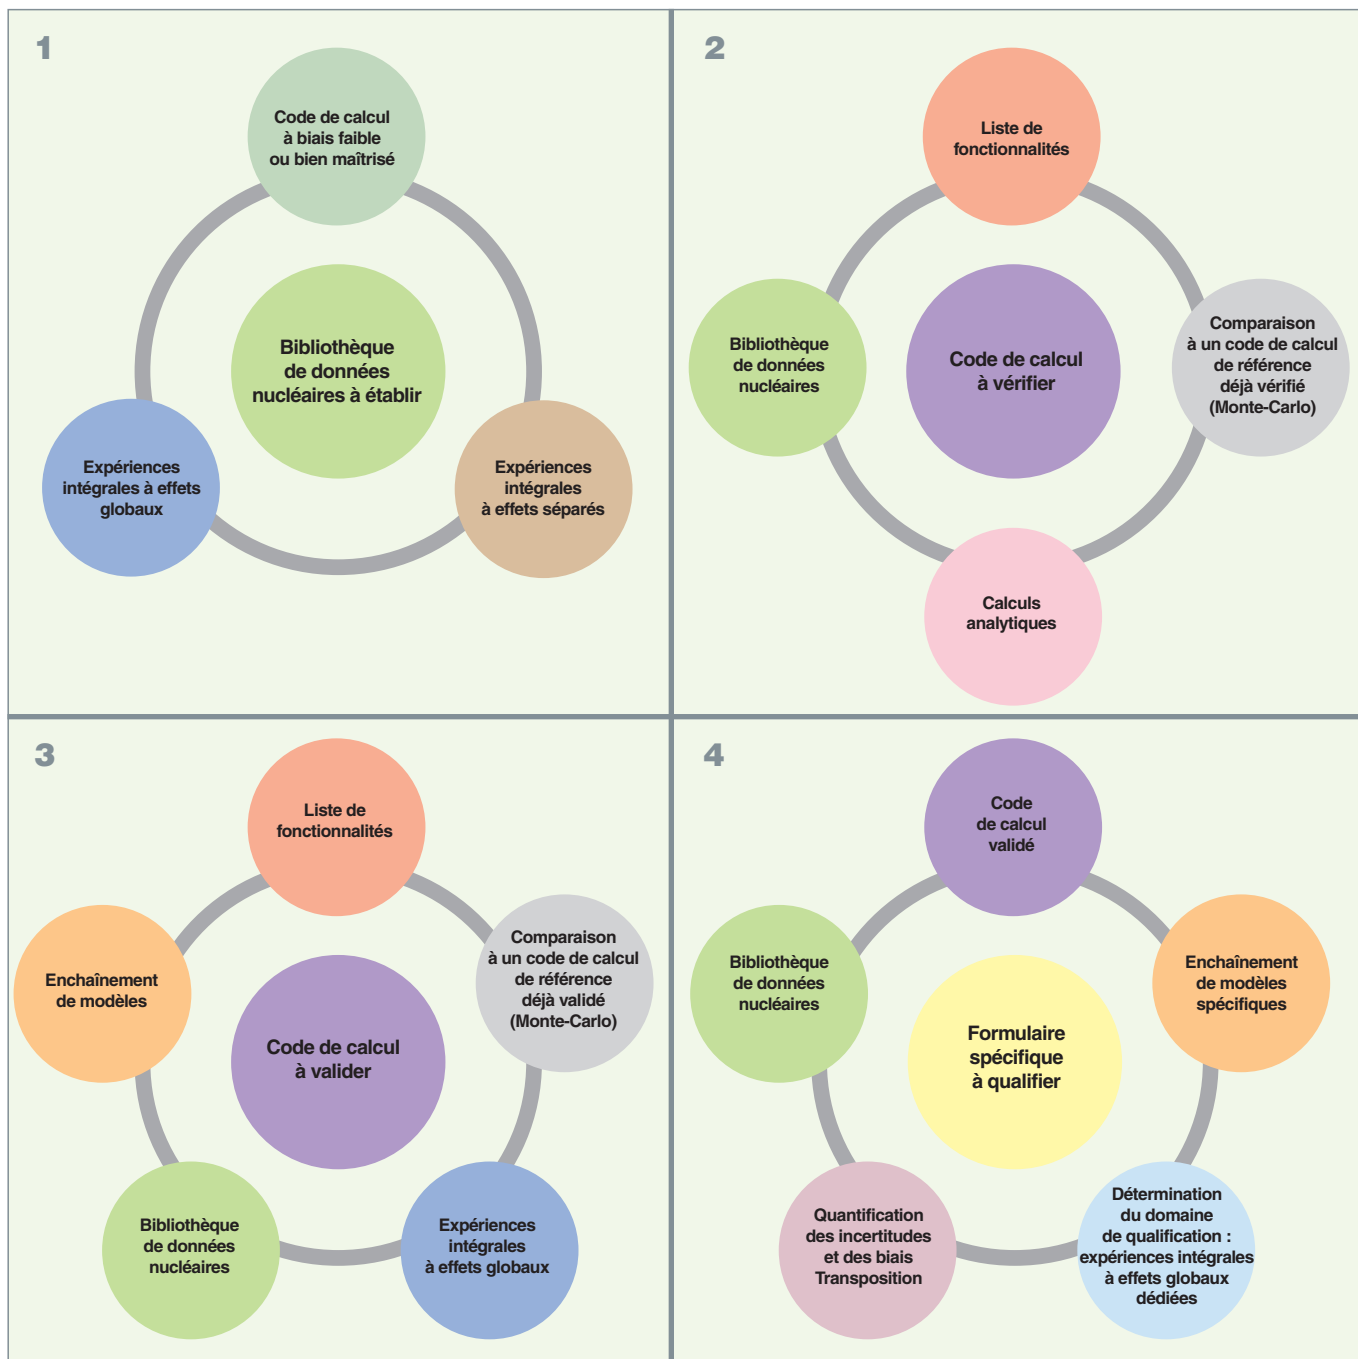 1
Code de calcul
à biais faible
ou bien maîtrisé
Bibliothèque
de données
nucléaires à établir
Expériences
intégrales à effets
globaux
Expériences
intégrales
à effets séparés
2
Liste de
fonctionnalités
Bibliothèque
de données
nucléaires
Code de calcul
à vérifier
Comparaison
à un code de calcul
de référence
déjà vérifié
(Monte-Carlo)
Calculs
analytiques
3
Liste de
fonctionnalités
Enchaînement
de modèles
Comparaison
à un code de calcul
de référence
déjà validé
(Monte-Carlo)
Code de calcul
à valider
Bibliothèque
de données
nucléaires
Expériences
intégrales
à effets globaux
4
Code
de calcul
validé
Bibliothèque
de données
nucléaires
Enchaînement
de modèles
spécifiques
Formulaire
spécifique
à qualifier
Quantification
des incertitudes
et des biais
Transposition
Détermination
du domaine
de qualification :
expériences intégrales
à effets globaux
dédiées